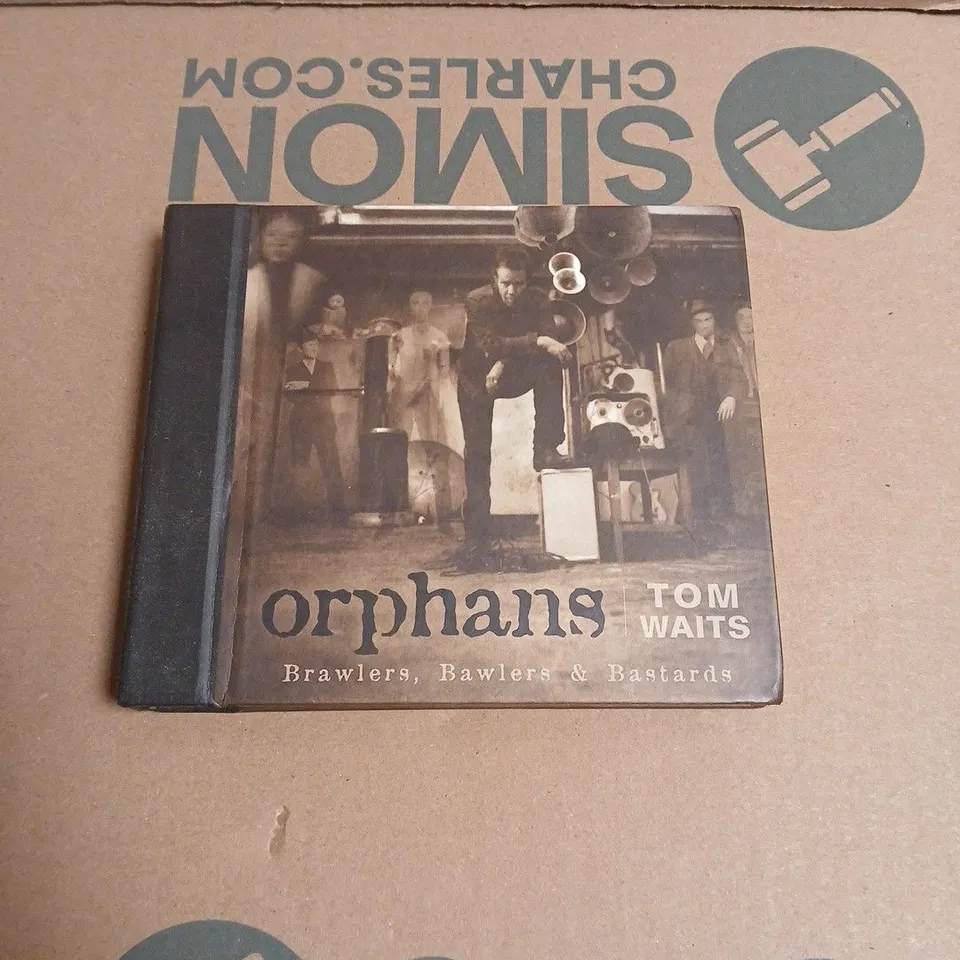 SIMON
CHARLES.COM
orphans
TOM
WAITS
Brawlers, Bawlers & Bastards